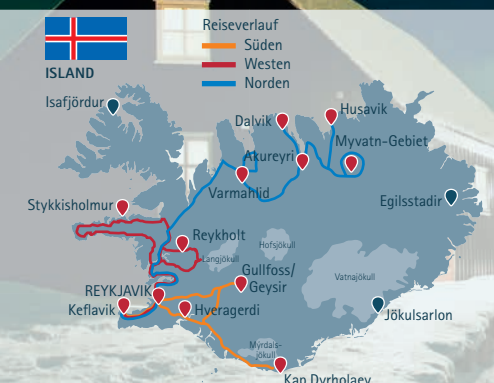 Reiseverlauf
Süden
Westen
Norden
ISLAND
Isafjördur
Dalvik
Husavik
Akureyri
Myvatn-Gebiet
Varmahlid
Egilsstadir
Stykkisholmur
Reykholt
Langjökull
Hofsjökull
Gullfoss/
Geysir
Vatnajökull
REYKJAVIK
Keflavik
Hveragerdi
Jökulsarlon
Myrdals-
jökull
Kap Dyrholaey